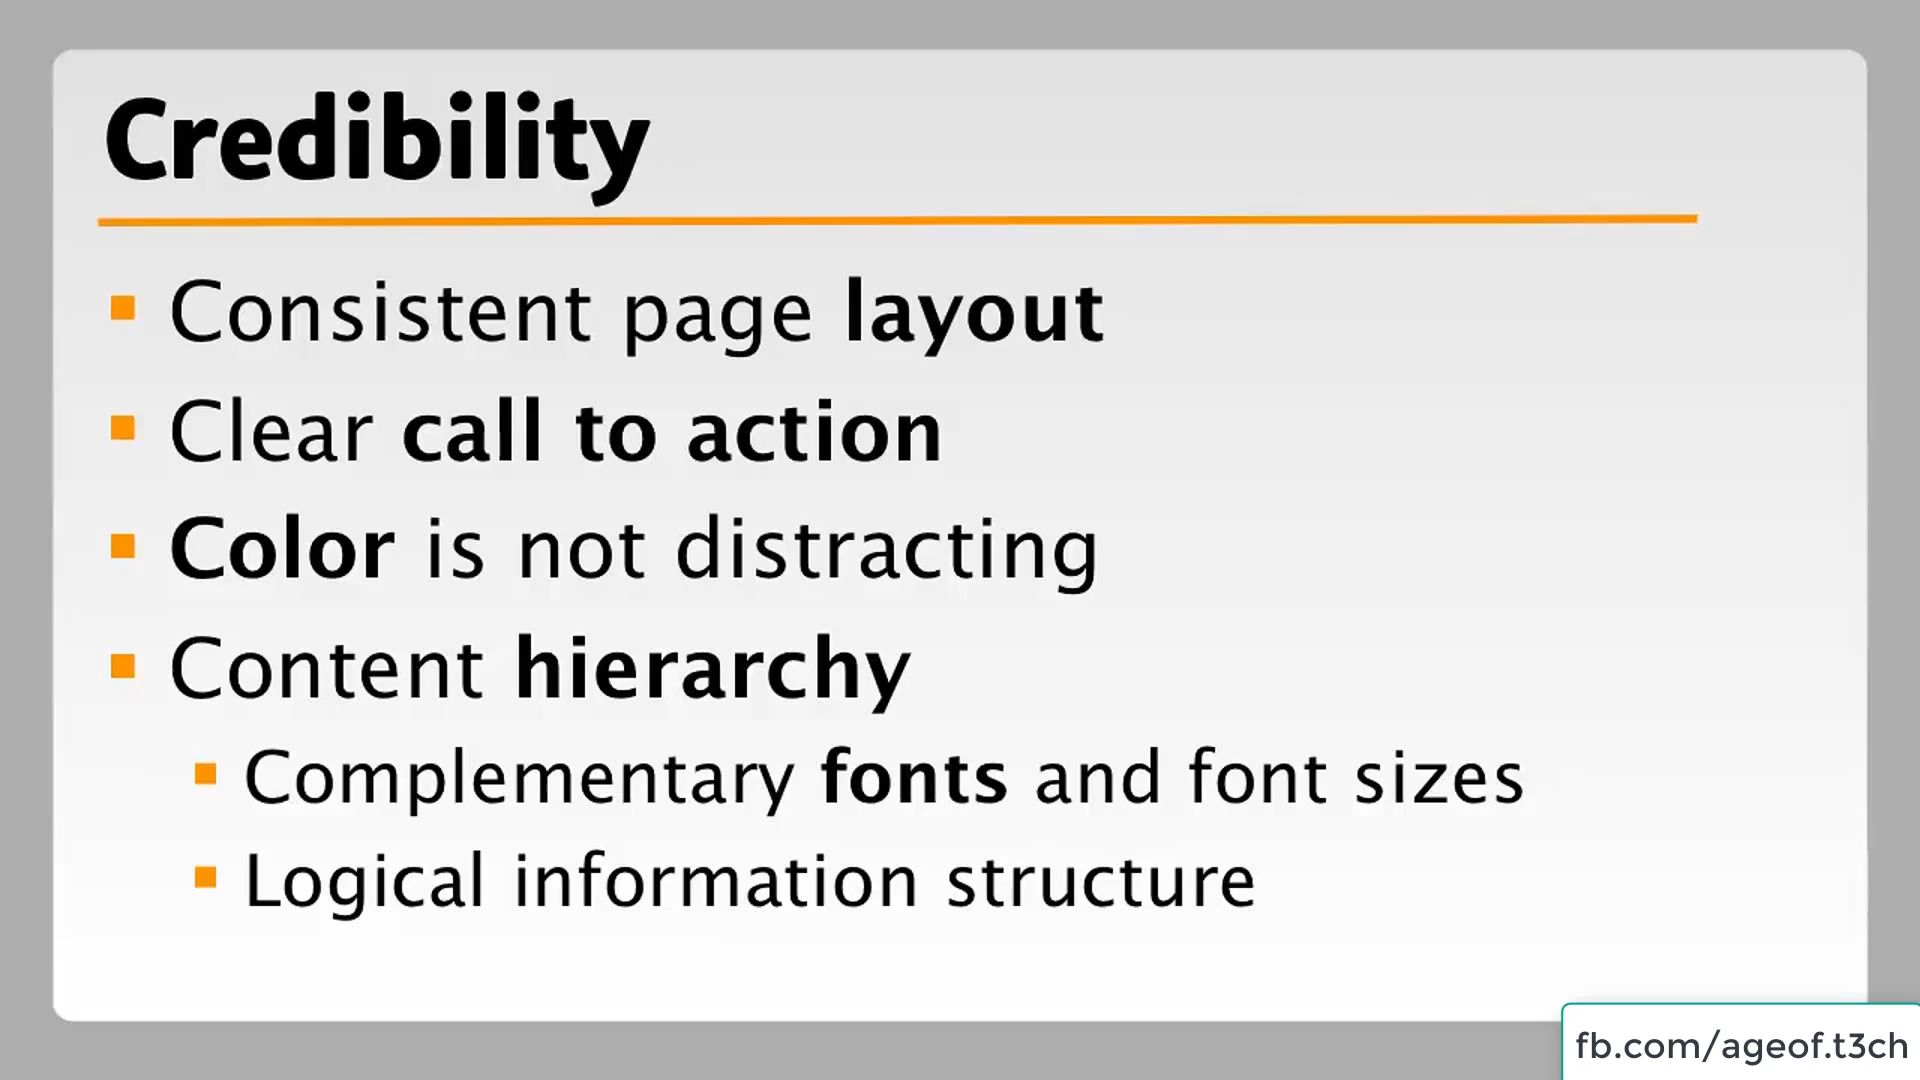 Credibility
Consistent page layout
Clear call to action
Color is not distracting
Content hierarchy
Complementary fonts and font sizes
Logical information structure
fb.com/ageof.t3ch